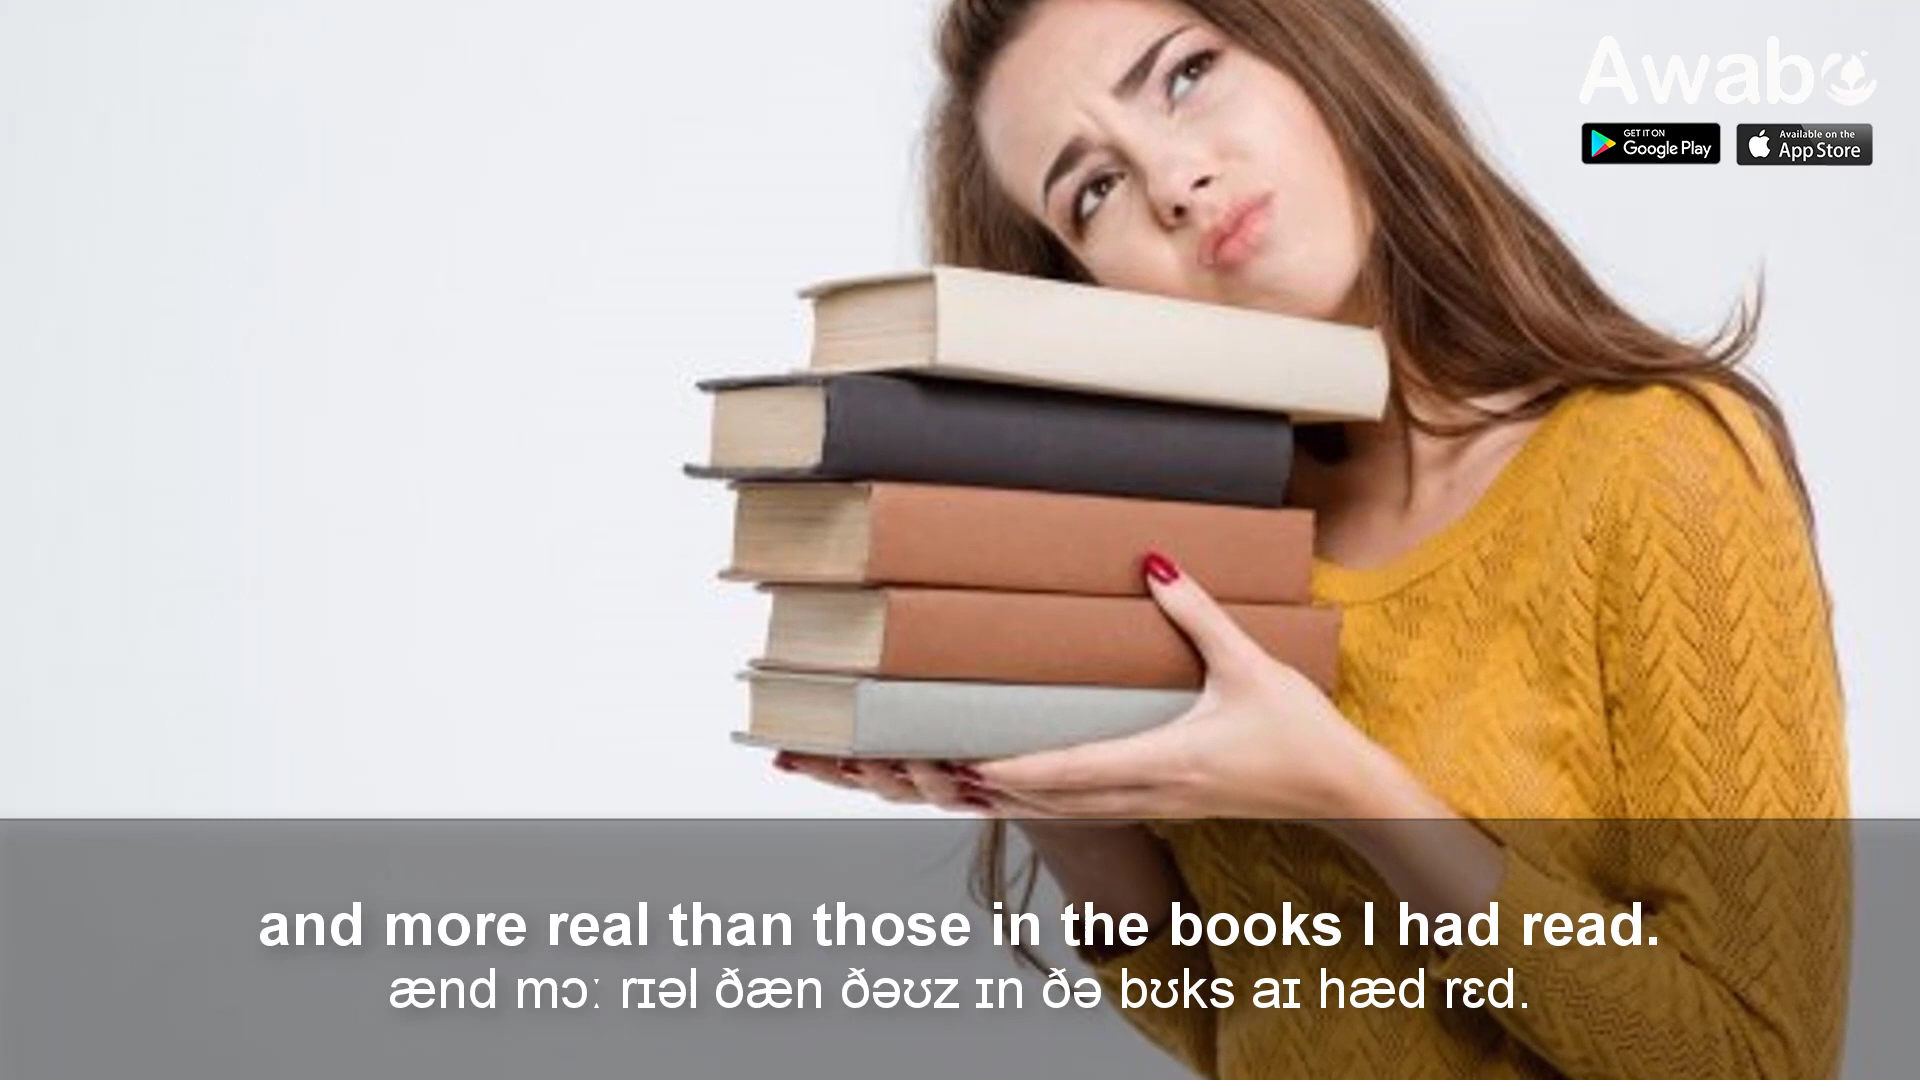 Awabe
GET IT ON
Google Play
Available on the
App Store
and more real than those in the books I had read.
ænd mɔː rɪəl ðæn ðəʊz ɪn ðə bʊks aɪ hæd rɛd.